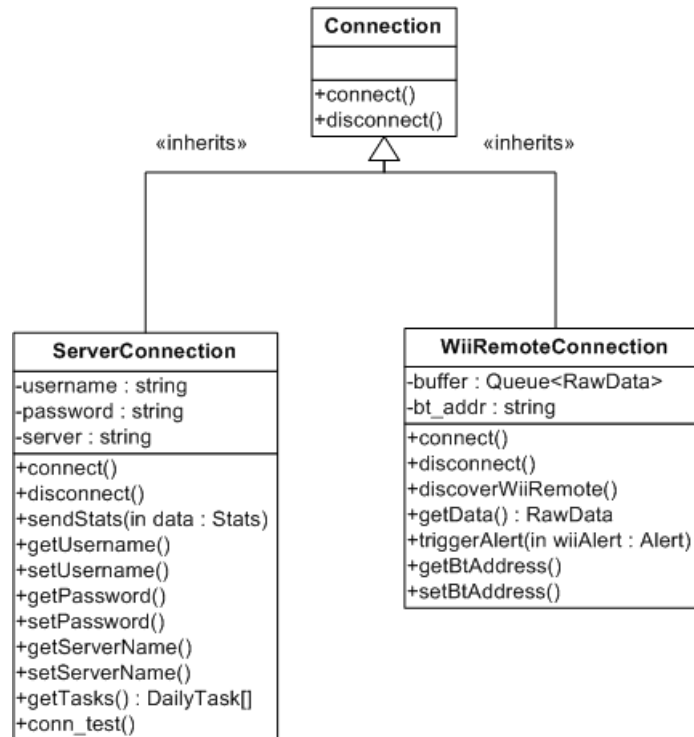 Connection
+connect()
+disconnect()
«inherits»
«inherits»
ServerConnection
-username : string
-password : string
-server : string
+connect()
+disconnect()
+sendStats(in data : Stats)
+getUsername()
+setUsername()
+getPassword()
+setPassword()
+getServerName()
+setServerName()
+getTasks() : DailyTask[]
+conn_test()
WiiRemoteConnection
-buffer : Queue<RawData>
-bt_addr : string
+connect()
+disconnect()
+discoverWiiRemote()
+getData() : RawData
+triggerAlert(in wiiAlert : Alert)
+getBtAddress()
+setBtAddress()